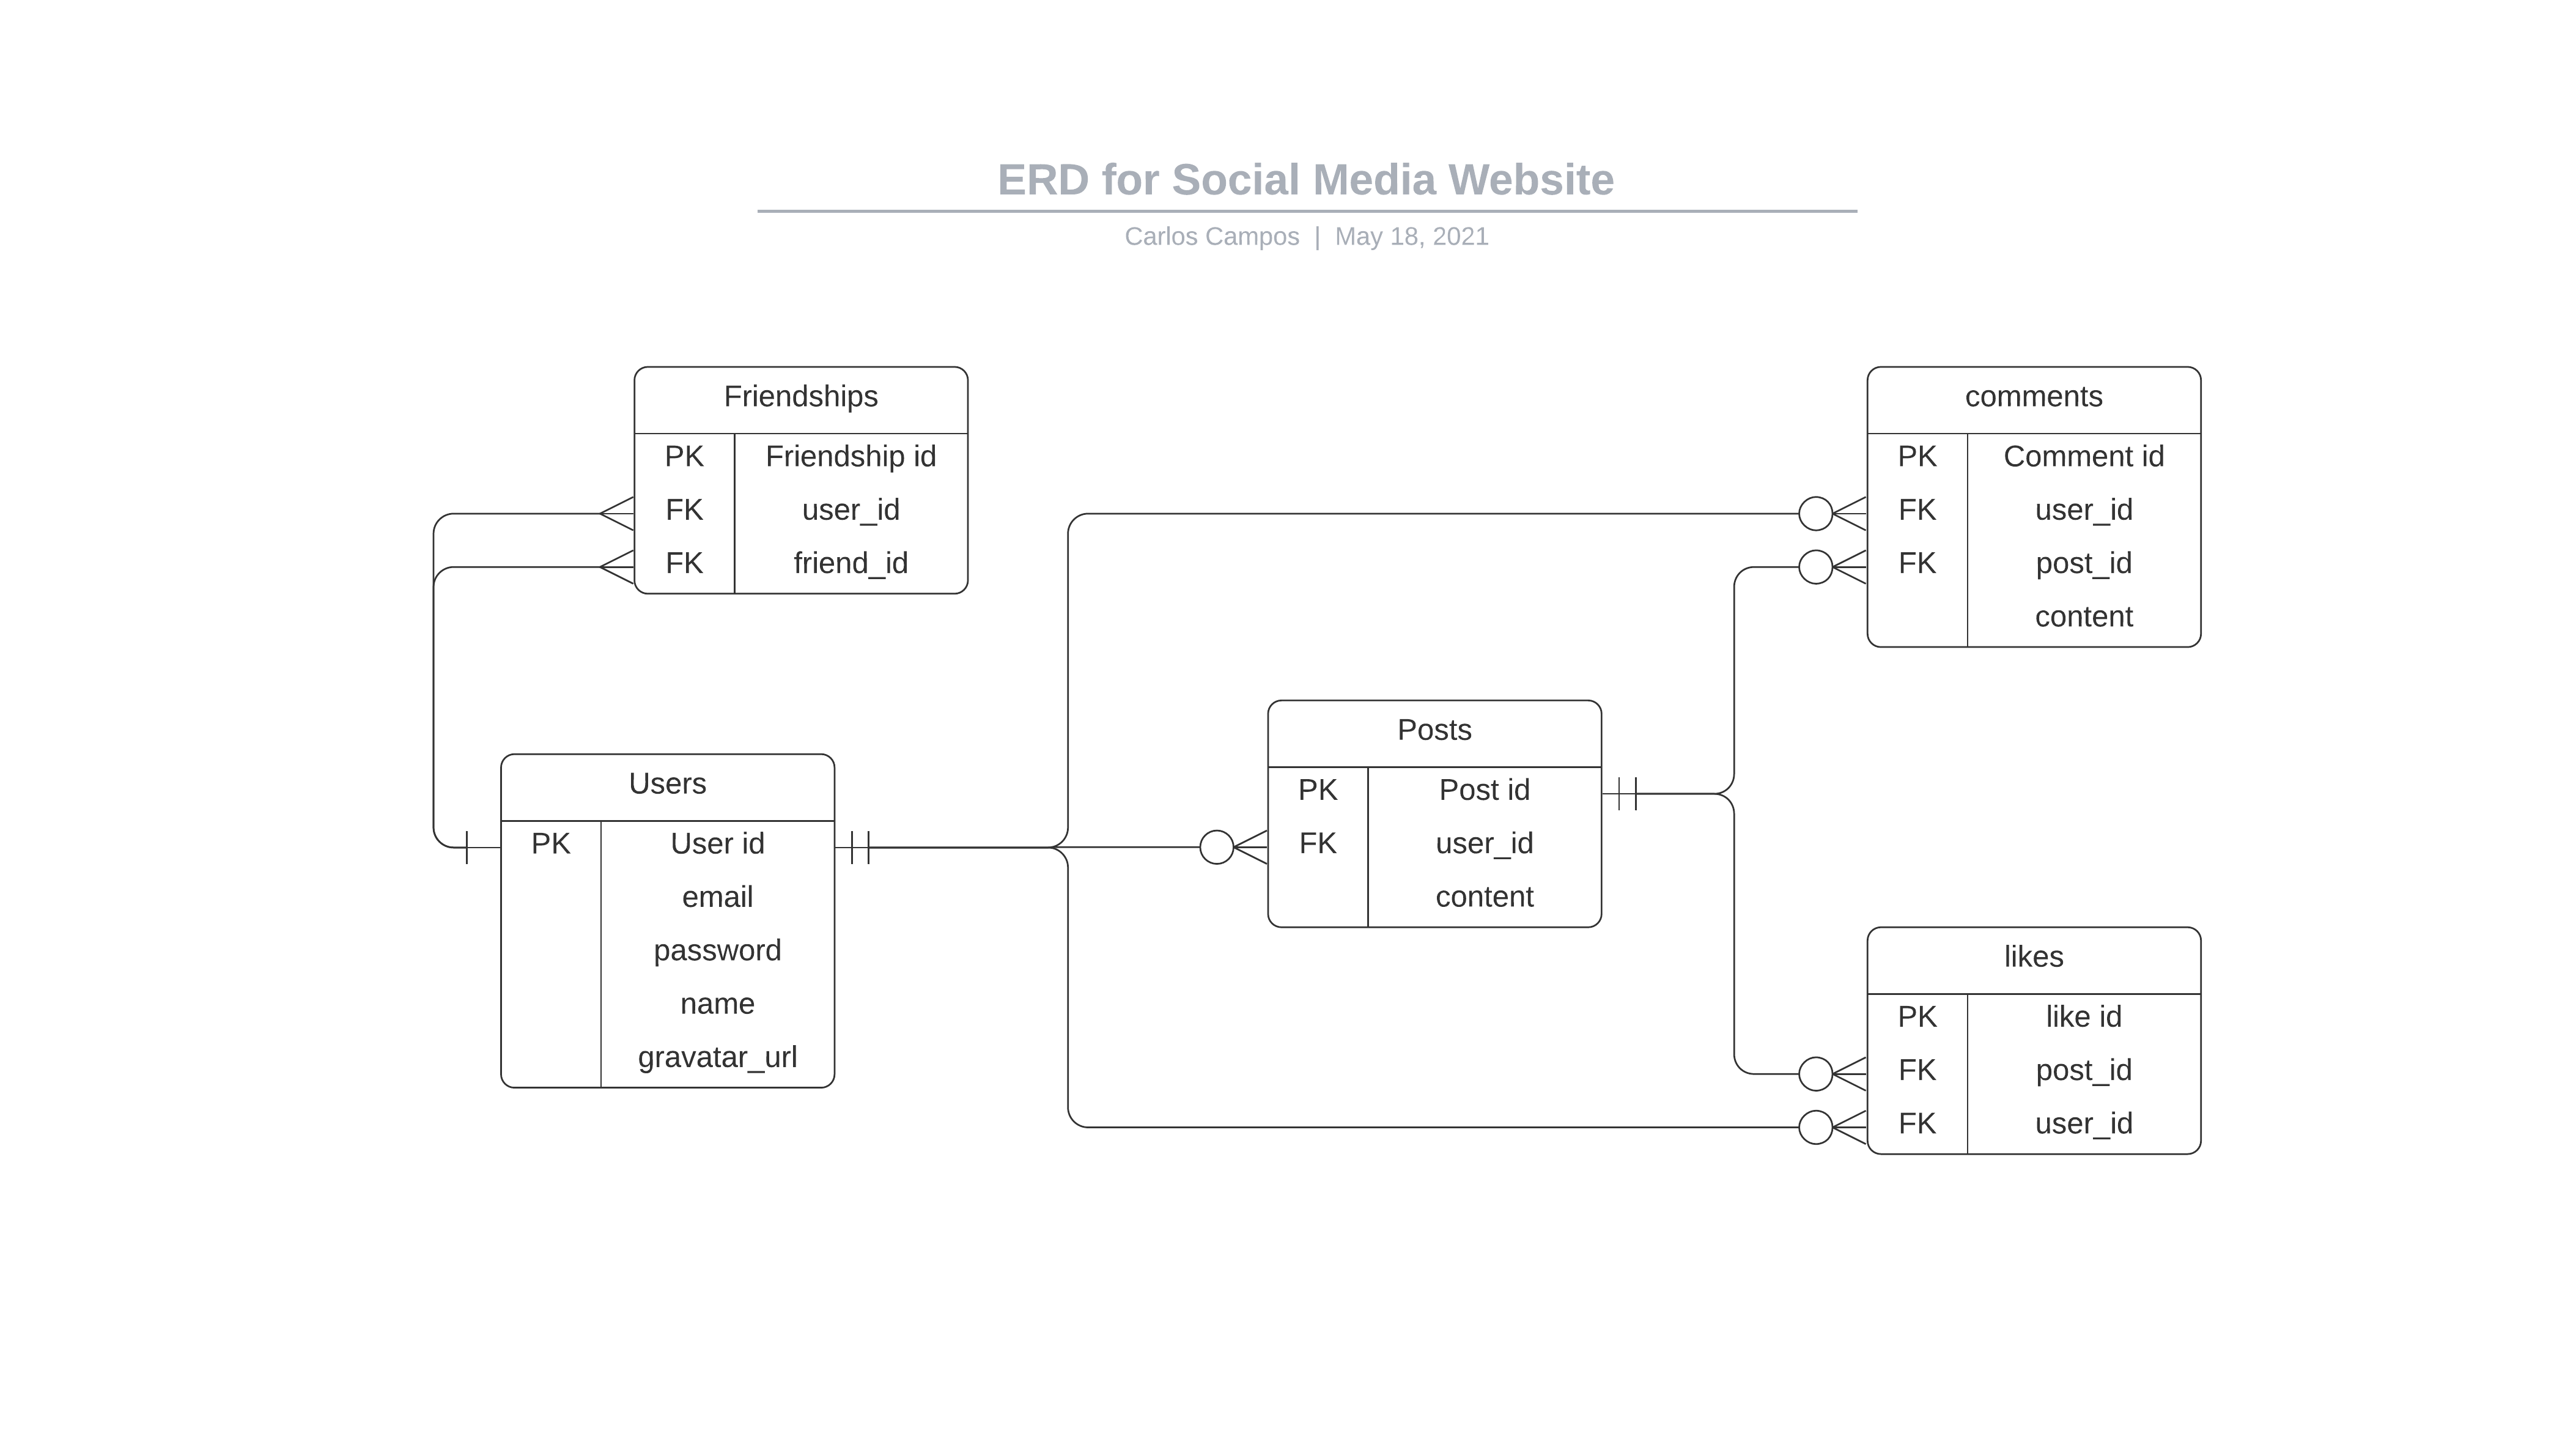 ERD for Social Media Website
Carlos Campos | May 18, 2021
Friendships
PK Friendship id
FK user_id
FK friend_id
comments
PK Comment id
FK user_id
FK post_id
content
Posts
PK Post id
FK user_id
content
Users
PK User id
email
password
name
gravatar_url
likes
PK like id
FK post_id
FK user_id